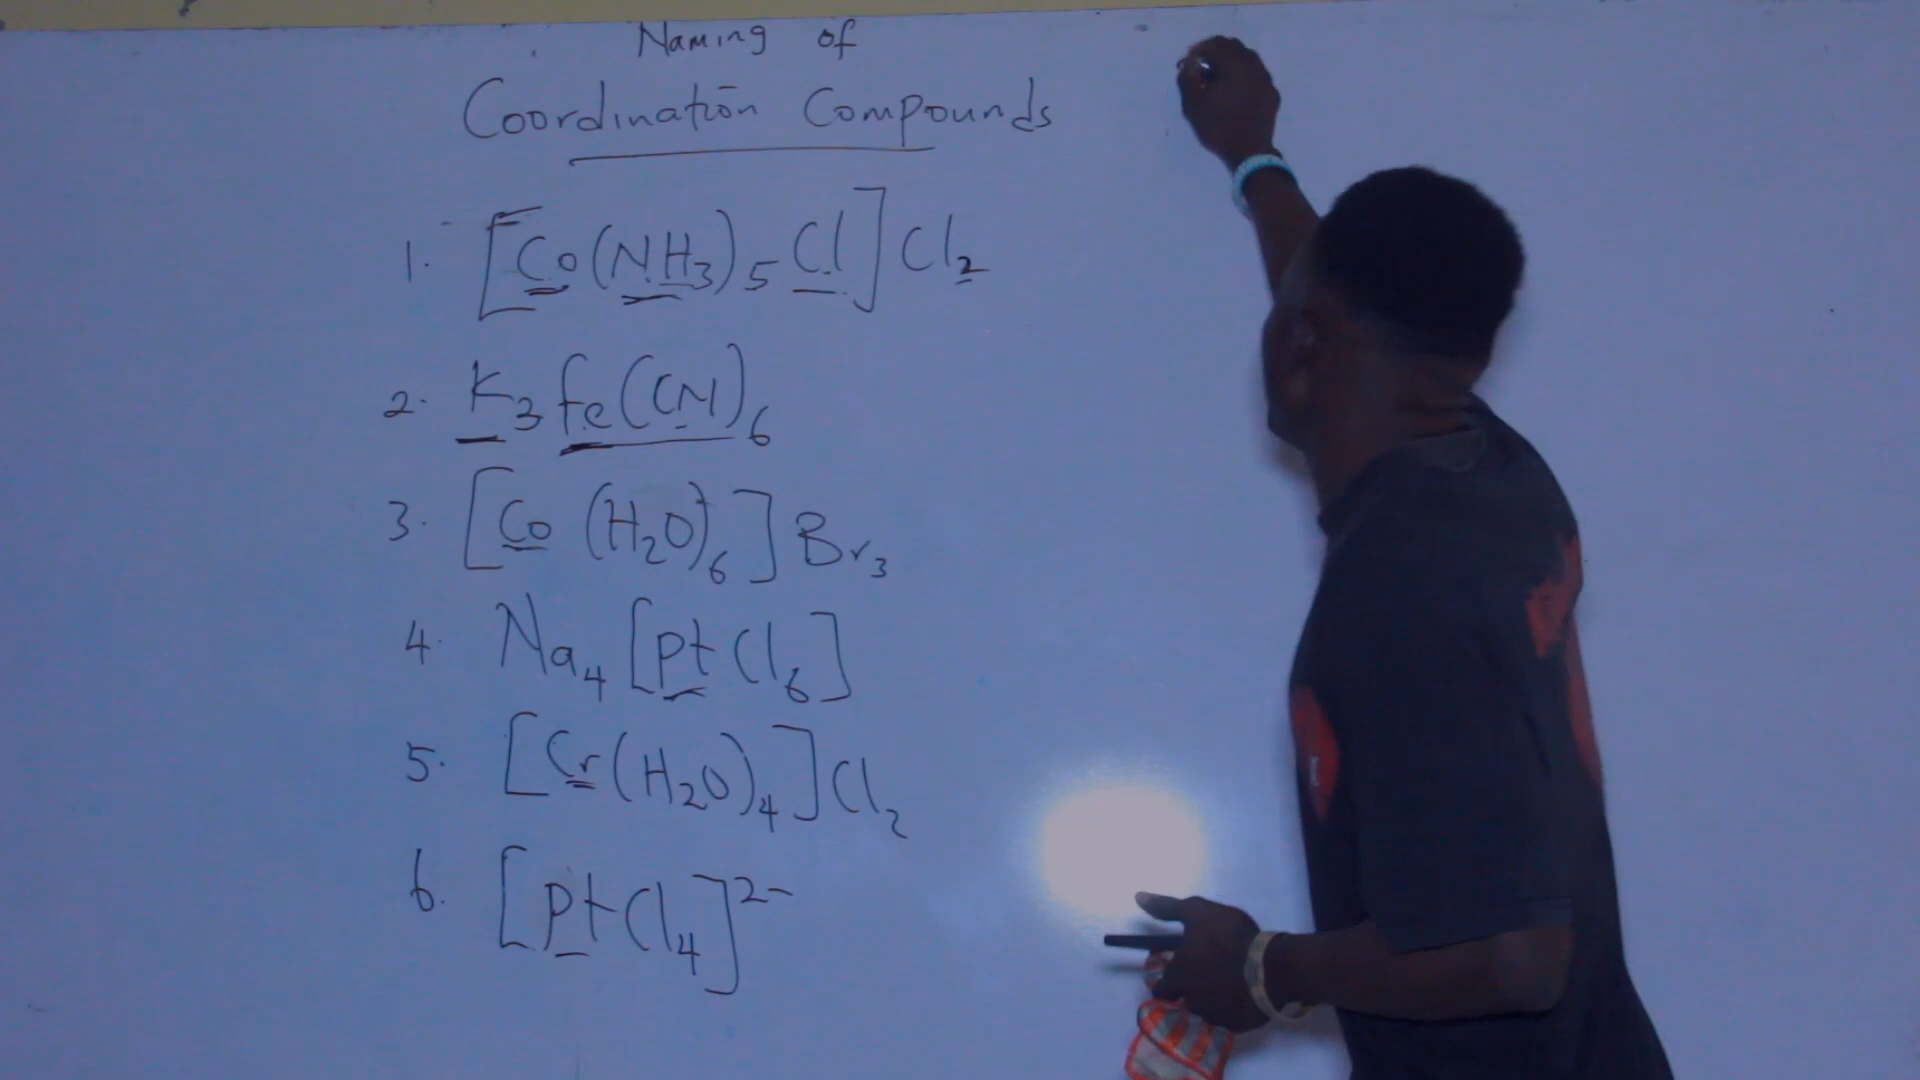 Naming of
Coordination Compounds
1. [Co(NH₃)₅Cl]Cl₂
2. K₃Fe(CN)₆
3. [Co(H₂O)₆]Br₃
4. Na₄[PtCl₆]
5. [Cr(H₂O)₄]Cl₂
6. [PtCl₄]²⁻